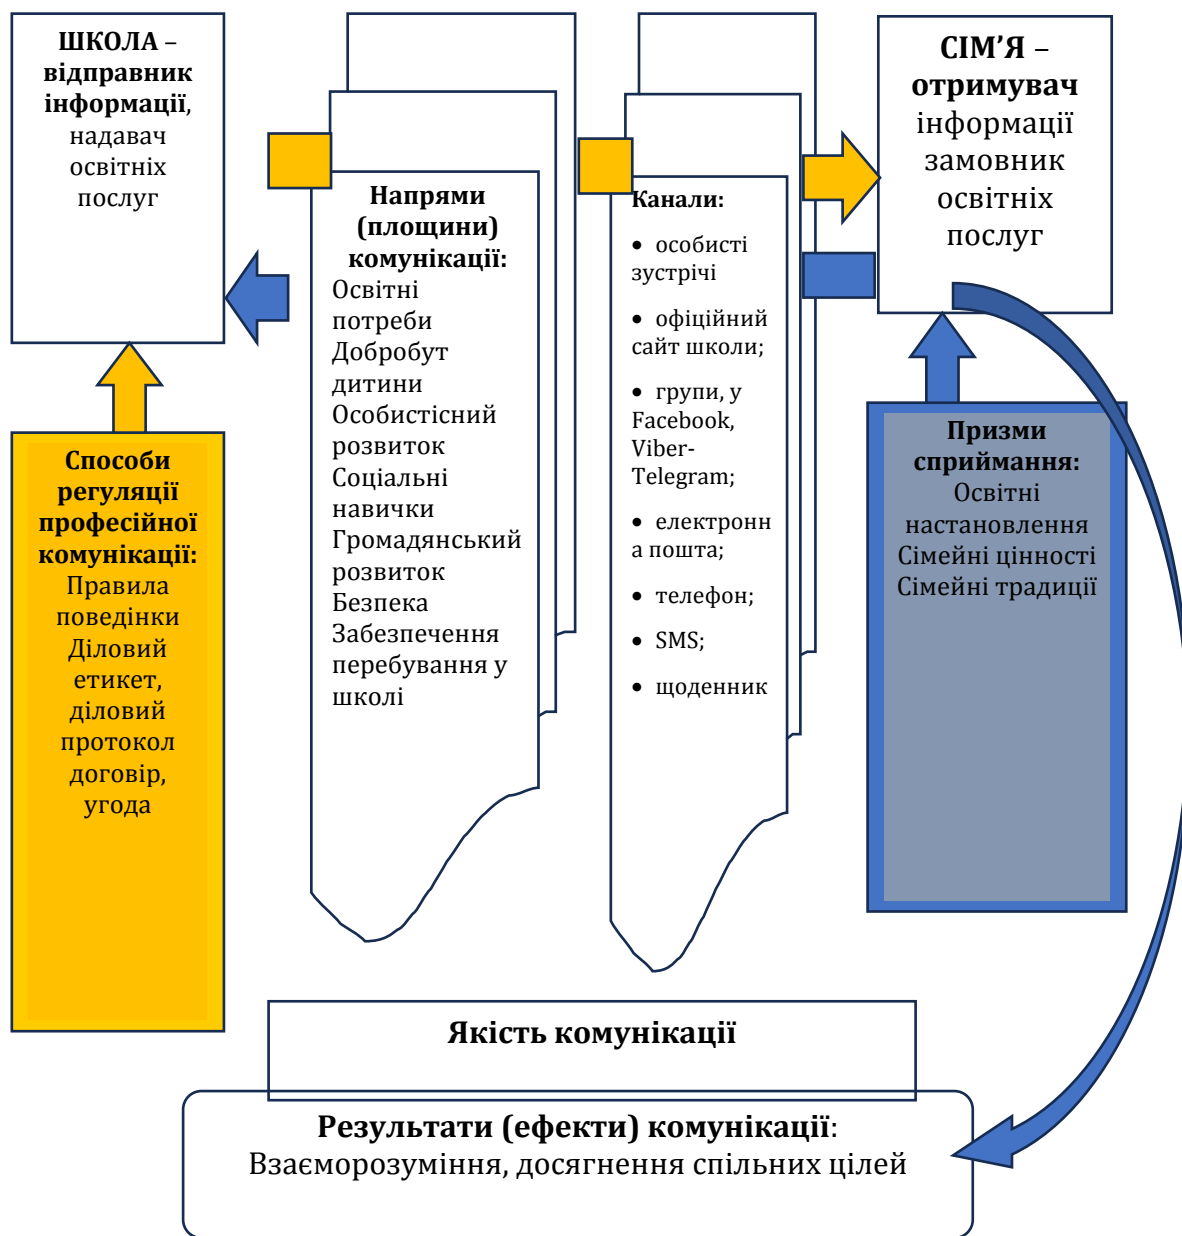 ШКОЛА –
відправник
інформації,
надавач
освітніх
послуг
Способи
регуляції
професійної
комунікації:
Правила
поведінки
Діловий
етикет,
діловий
протокол
договір,
угода
Напрями
(площини)
комунікації:
Освітні
потреби
Добробут
дитини
Особистісний
розвиток
Соціальні
навички
Громадянський
розвиток
Безпека
Забезпечення
перебування у
школі
Канали:
• особисті
зустрічі
• офіційний
сайт школи;
• групи, у
Facebook,
Viber-
Telegram;
• електронн
а пошта;
• телефон;
• SMS;
• щоденник
СІМ’Я –
отримувач
інформації
замовник
освітніх
послуг
Призми
сприймання:
Освітні
настановлення
Сімейні цінності
Сімейні традиції
Якість комунікації
Результати (ефекти) комунікації:
Взаєморозуміння, досягнення спільних цілей